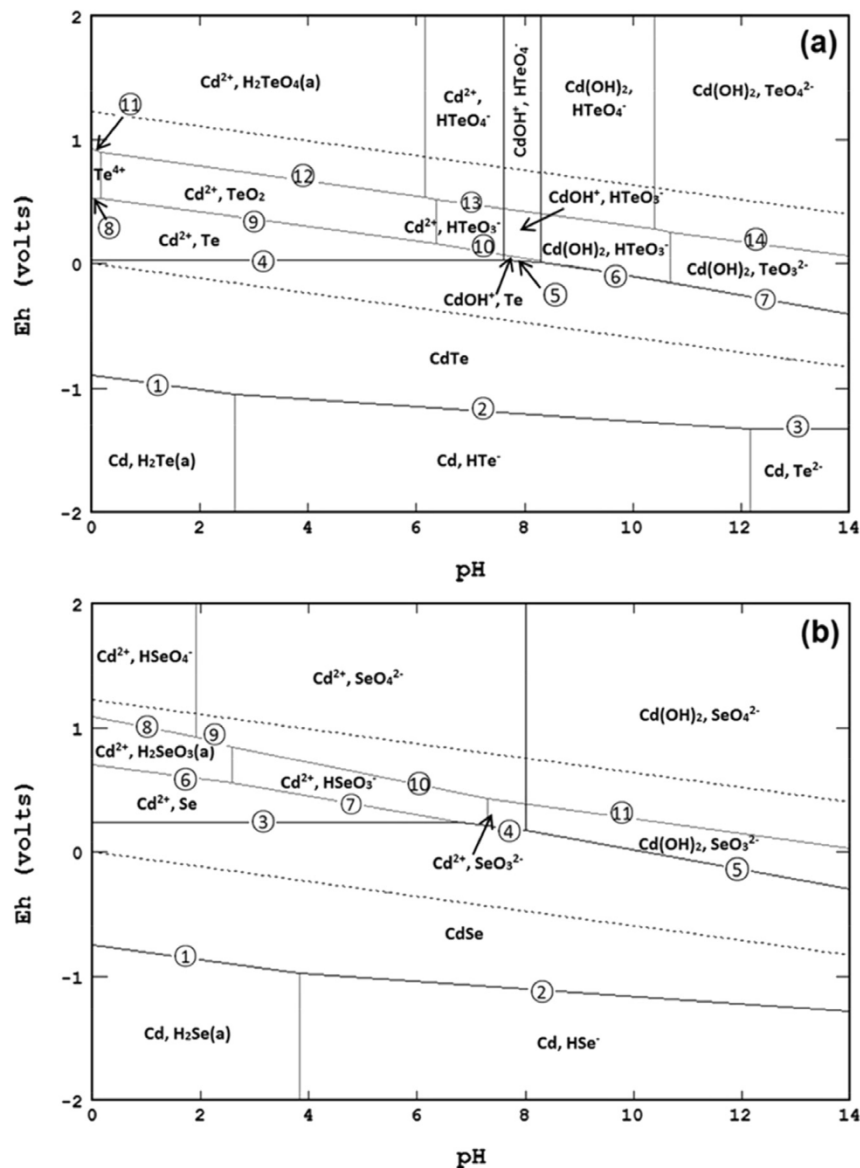 (a)
2
1
0
-1
-2
Eh (volts)
Cd²⁺, H₂TeO₄(a)
Cd²⁺,
HTeO₄⁻
CdOH⁺, HTeO₄⁻
Cd(OH)₂,
HTeO₄⁻
Cd(OH)₂, TeO₄²⁻
⑪
Te⁴⁺
⑫
Cd²⁺, TeO₂
⑬
CdOH⁺, HTeO₃⁻
⑧
⑨
Cd²⁺, HTeO₃⁻
⑭
Cd²⁺, Te
⑩
Cd(OH)₂, HTeO₃⁻
Cd(OH)₂, TeO₃²⁻
④
CdOH⁺, Te
⑤
⑥
⑦
CdTe
①
②
③
Cd, H₂Te(a)
Cd, HTe⁻
Cd, Te²⁻
0 2 4 6 8 10 12 14
pH
(b)
2
1
0
-1
-2
Eh (volts)
Cd²⁺, HSeO₄⁻
Cd²⁺, SeO₄²⁻
Cd(OH)₂, SeO₄²⁻
⑧
⑨
Cd²⁺, H₂SeO₃(a)
⑥
Cd²⁺, HSeO₃⁻
⑩
⑪
Cd²⁺, Se
⑦
③
④
Cd(OH)₂, SeO₃²⁻
Cd²⁺, SeO₃²⁻
⑤
CdSe
①
②
Cd, H₂Se(a)
Cd, HSe⁻
0 2 4 6 8 10 12 14
pH